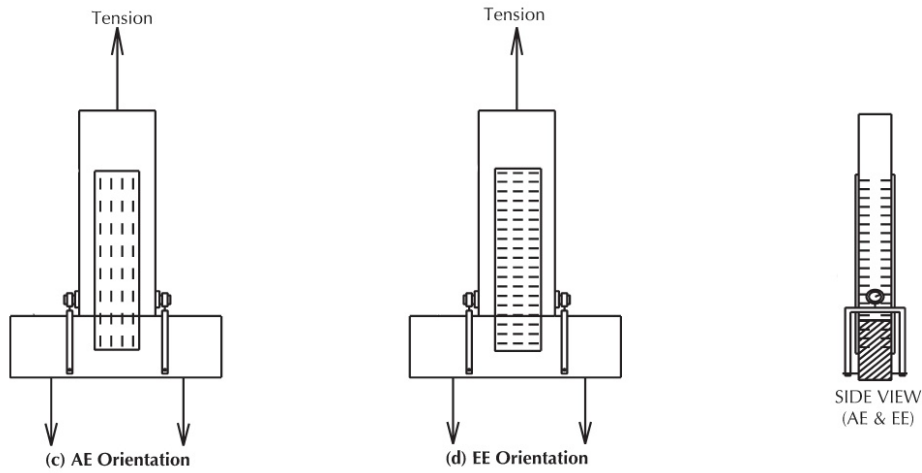 Tension
Tension
SIDE VIEW
(AE & EE)
(c) AE Orientation
(d) EE Orientation